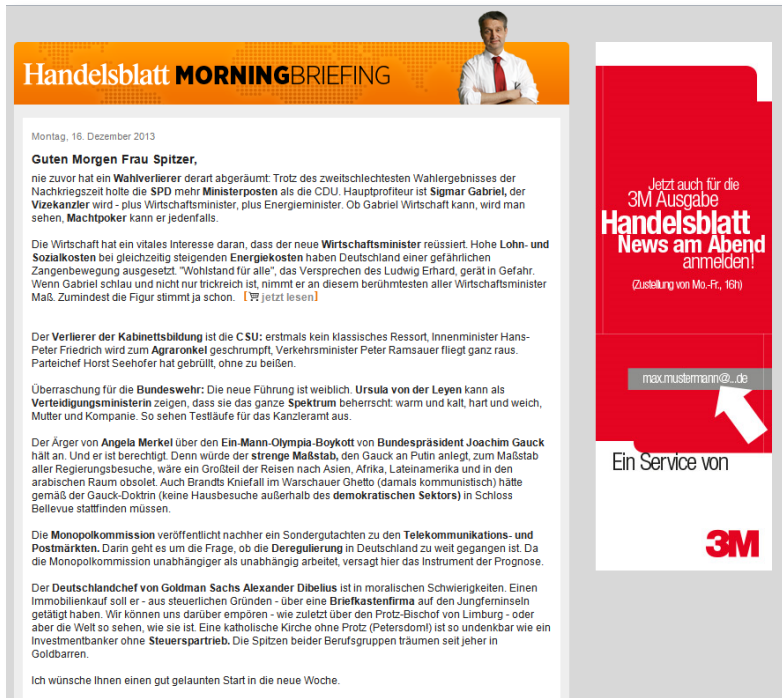 Handelsblatt MORNINGBRIEFING
Montag, 16. Dezember 2013
Guten Morgen Frau Spitzer,
nie zuvor hat ein Wahlverlierer derart abgeräumt: Trotz des zweitschlechtesten Wahlergebnisses der
Nachkriegszeit holte die SPD mehr Ministerposten als die CDU. Hauptprofiteur ist Sigmar Gabriel, der
Vizekanzler wird - plus Wirtschaftsminister, plus Energieminister. Ob Gabriel Wirtschaft kann, wird man
sehen, Machtpoker kann er jedenfalls.
Die Wirtschaft hat ein vitales Interesse daran, dass der neue Wirtschaftsminister reüssiert. Hohe Lohn- und
Sozialkosten bei gleichzeitig steigenden Energiekosten haben Deutschland einer gefährlichen
Zangenbewegung ausgesetzt. "Wohlstand für alle", das Versprechen des Ludwig Erhard, gerät in Gefahr.
Wenn Gabriel schlau und nicht nur trickreich ist, nimmt er an diesem berühmtesten aller Wirtschaftsminister
Maß. Zumindest die Figur stimmt ja schon. [ jetzt lesen]
Der Verlierer der Kabinettsbildung ist die CSU: erstmals kein klassisches Ressort, Innenminister Hans-
Peter Friedrich wird zum Agraronkel geschrumpft, Verkehrsminister Peter Ramsauer fliegt ganz raus.
Parteichef Horst Seehofer hat gebrüllt, ohne zu beißen.
Überraschung für die Bundeswehr: Die neue Führung ist weiblich. Ursula von der Leyen kann als
Verteidigungsministerin zeigen, dass sie das ganze Spektrum beherrscht: warm und kalt, hart und weich,
Mutter und Kompanie. So sehen Testläufe für das Kanzleramt aus.
Der Ärger von Angela Merkel über den Ein-Mann-Olympia-Boykott von Bundespräsident Joachim Gauck
hält an. Und er ist berechtigt. Denn würde der strenge Maßstab, den Gauck an Putin anlegt, zum Maßstab
aller Regierungsbesuche, wäre ein Großteil der Reisen nach Asien, Afrika, Lateinamerika und in den
arabischen Raum obsolet. Auch Brandts Kniefall im Warschauer Ghetto (damals kommunistisch) hätte
gemäß der Gauck-Doktrin (keine Hausbesuche außerhalb des demokratischen Sektors) in Schloss
Bellevue stattfinden müssen.
Die Monopolkommission veröffentlicht nachher ein Sondergutachten zu den Telekommunikations- und
Postmärkten. Darin geht es um die Frage, ob die Deregulierung in Deutschland zu weit gegangen ist. Da
die Monopolkommission unabhängiger als unabhängig arbeitet, versagt hier das Instrument der Prognose.
Der Deutschlandchef von Goldman Sachs Alexander Dibelius ist in moralischen Schwierigkeiten. Einen
Immobilienkauf soll er - aus steuerlichen Gründen - über eine Briefkastenfirma auf den Jungferninseln
getätigt haben. Wir können uns darüber empören - wie zuletzt über den Protz-Bischof von Limburg - oder
aber die Welt so sehen, wie sie ist. Eine katholische Kirche ohne Protz (Petersdom!) ist so undenkbar wie ein
Investmentbanker ohne Steuerspartrieb. Die Spitzen beider Berufsgruppen träumen seit jeher in
Goldbarren.
Ich wünsche Ihnen einen gut gelaunten Start in die neue Woche.
Jetzt auch für die
3M Ausgabe
Handelsblatt
News am Abend
anmelden!
(Zustellung von Mo.-Fr., 16h)
max.mustermann@...de
Ein Service von
3M